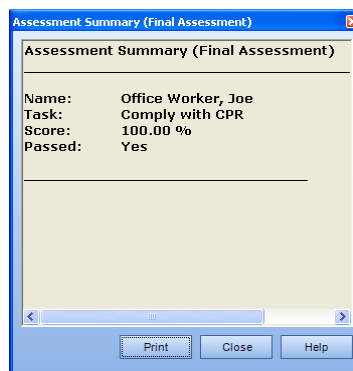 Assessment Summary (Final Assessment)
Assessment Summary (Final Assessment)
Name: Office Worker, Joe
Task: Comply with CPR
Score: 100.00 %
Passed: Yes
Print Close Help